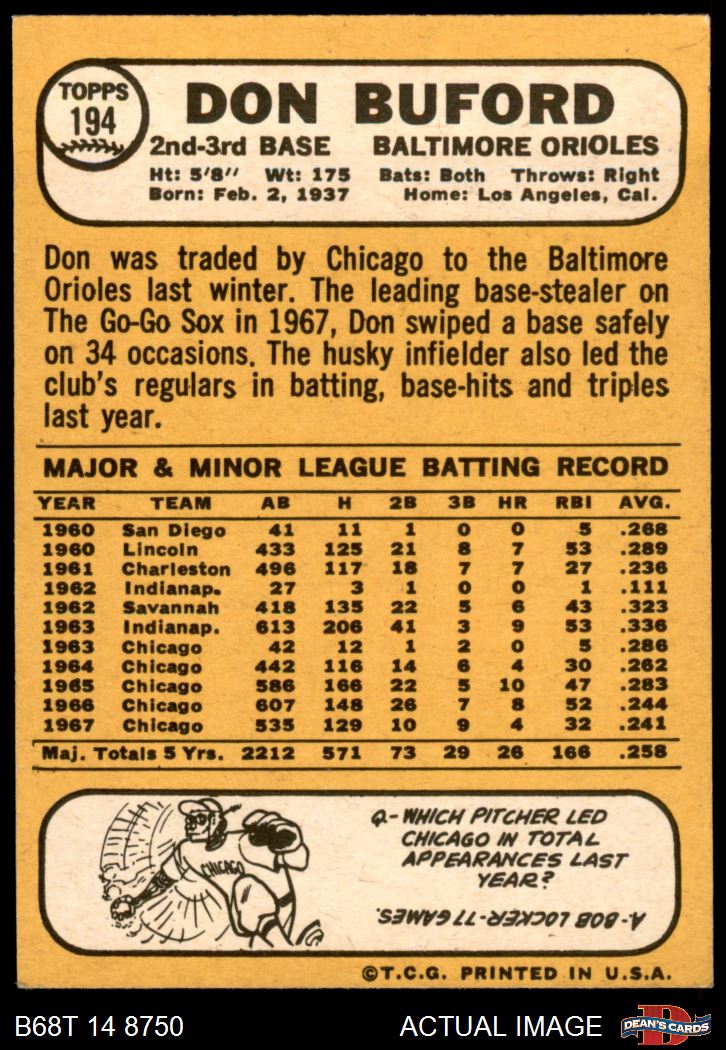 TOPPS
194
DON BUFORD
2nd-3rd BASE BALTIMORE ORIOLES
Ht: 5'8'' Wt: 175 Bats: Both Throws: Right
Born: Feb. 2, 1937 Home: Los Angeles, Cal.
Don was traded by Chicago to the Baltimore
Orioles last winter. The leading base-stealer on
The Go-Go Sox in 1967, Don swiped a base safely
on 34 occasions. The husky infielder also led the
club's regulars in batting, base-hits and triples
last year.
MAJOR & MINOR LEAGUE BATTING RECORD
YEAR TEAM AB H 2B 3B HR RBI AVG.
1960 San Diego 41 11 1 0 0 5 .268
1960 Lincoln 433 125 21 8 7 53 .289
1961 Charleston 496 117 18 7 7 27 .236
1962 Indianap. 27 3 1 0 0 1 .111
1962 Savannah 418 135 22 5 6 43 .323
1963 Indianap. 613 206 41 3 9 53 .336
1963 Chicago 42 12 1 2 0 5 .286
1964 Chicago 442 116 14 6 4 30 .262
1965 Chicago 586 166 22 5 10 47 .283
1966 Chicago 607 148 26 7 8 52 .244
1967 Chicago 535 129 10 9 4 32 .241
Maj. Totals 5 Yrs. 2212 571 73 29 26 166 .258
CHICAGO
Q-WHICH PITCHER LED
CHICAGO IN TOTAL
APPEARANCES LAST
YEAR?
A-BOB LOCKER-77 GAMES.
©T.C.G. PRINTED IN U.S.A.
B68T 14 8750 ACTUAL IMAGE
D
DEAN'S CARDS